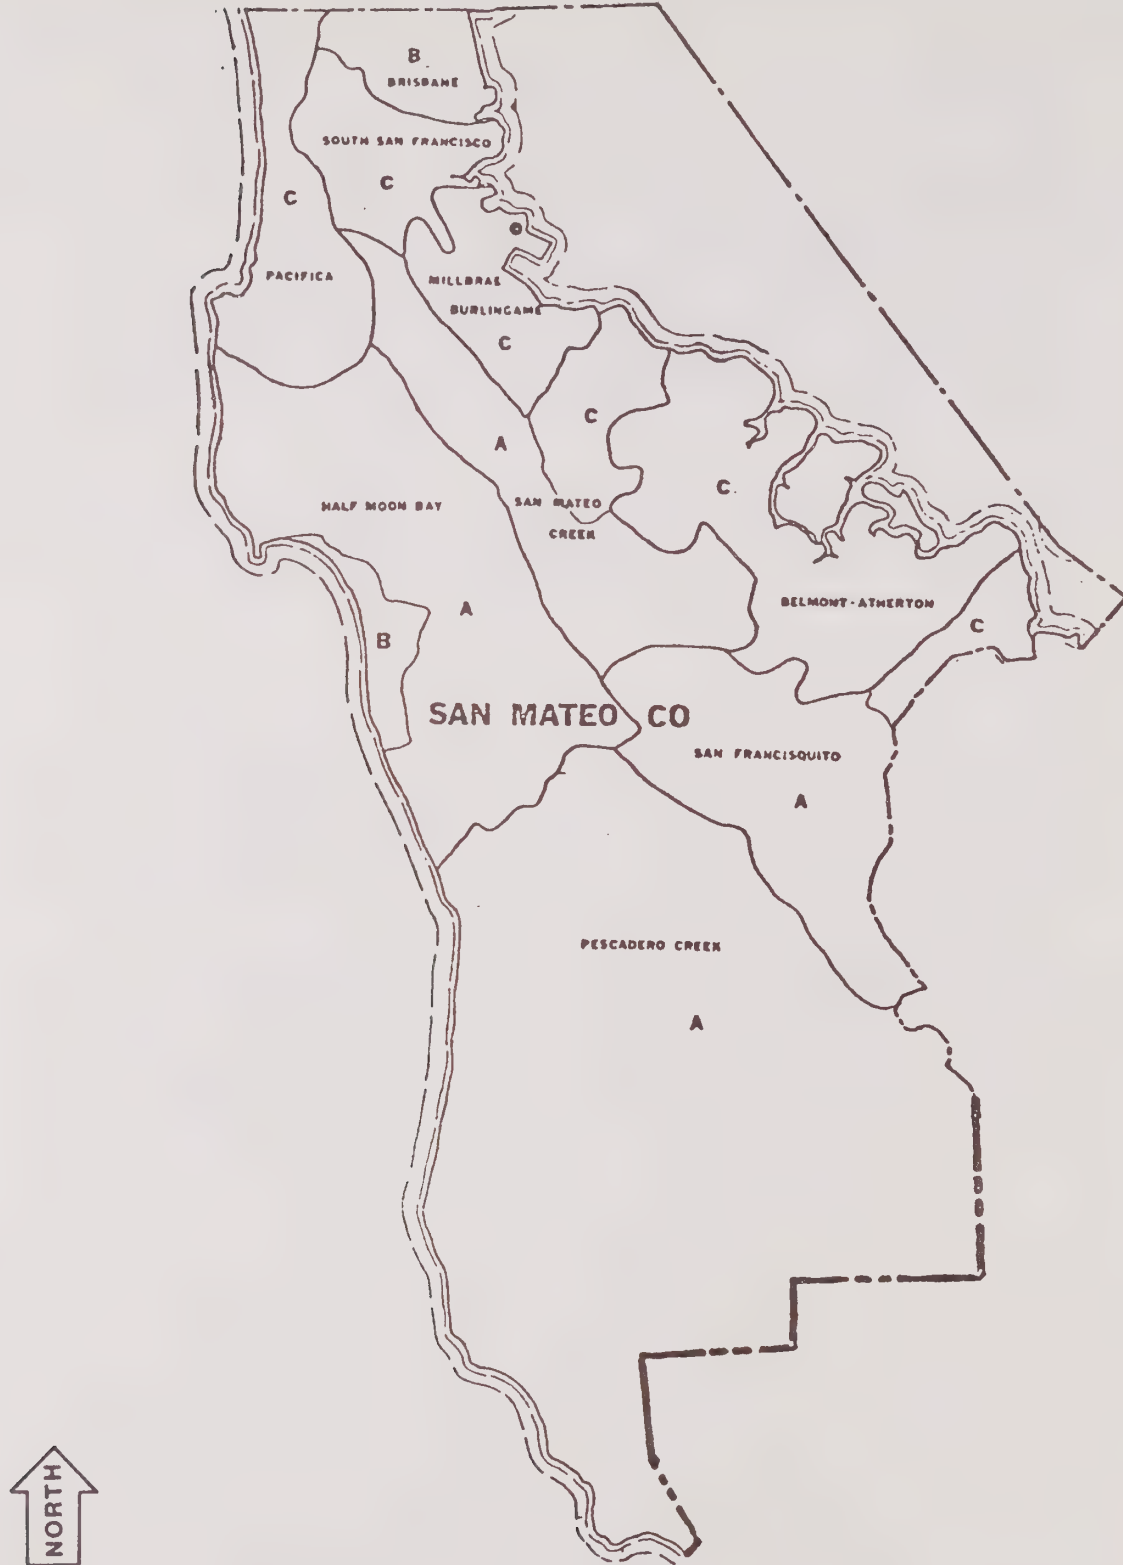 B
BRISBANE
SOUTH SAN FRANCISCO
C
C
PACIFICA
MILLBRAE
BURLINGAME
C
C
A
C
HALF MOON BAY
SAN MATEO
CREEK
BELMONT-ATHERTON
A
B
C
SAN MATEO CO
SAN FRANCISQUITO
A
PESCADERO CREEK
A
NORTH